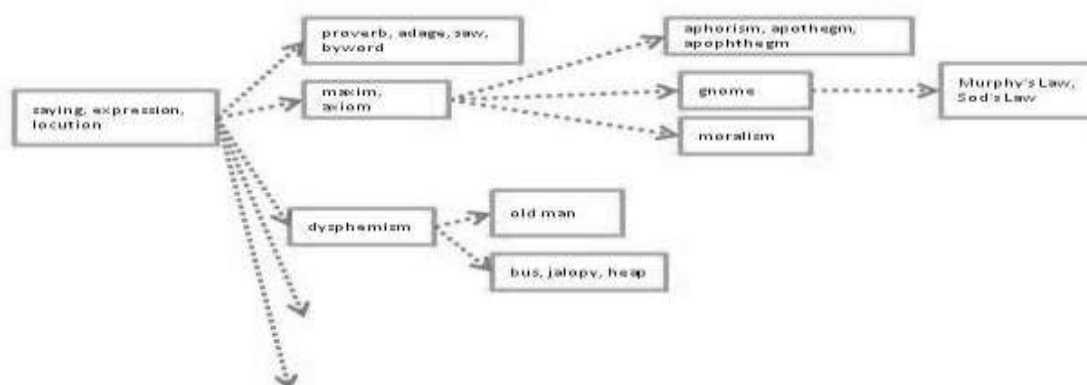 proverb, adage, saw,
byword
aphorism, apothegm,
apophthegm
saying, expression,
locution
maxim,
axiom
gnome
Murphy's Law,
Sod's Law
moralism
dysphemism
old man
bus, jalopy, heap